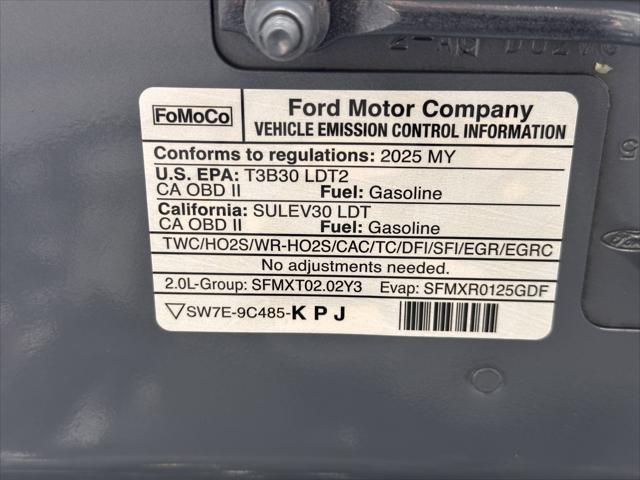 FoMoCo
Ford Motor Company
VEHICLE EMISSION CONTROL INFORMATION
Conforms to regulations: 2025 MY
U.S. EPA: T3B30 LDT2
CA OBD II Fuel: Gasoline
California: SULEV30 LDT
CA OBD II Fuel: Gasoline
TWC/HO2S/WR-HO2S/CAC/TC/DFI/SFI/EGR/EGRC
No adjustments needed.
2.0L-Group: SFMXT02.02Y3 Evap: SFMXR0125GDF
SW7E-9C485-KPJ
5
Ford